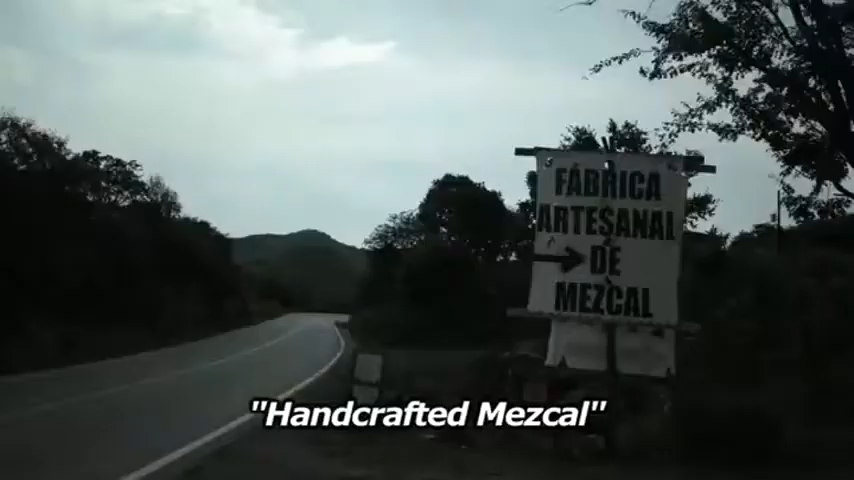 FÁBRICA
ARTESANAL
DE
MEZCAL
"Handcrafted Mezcal"